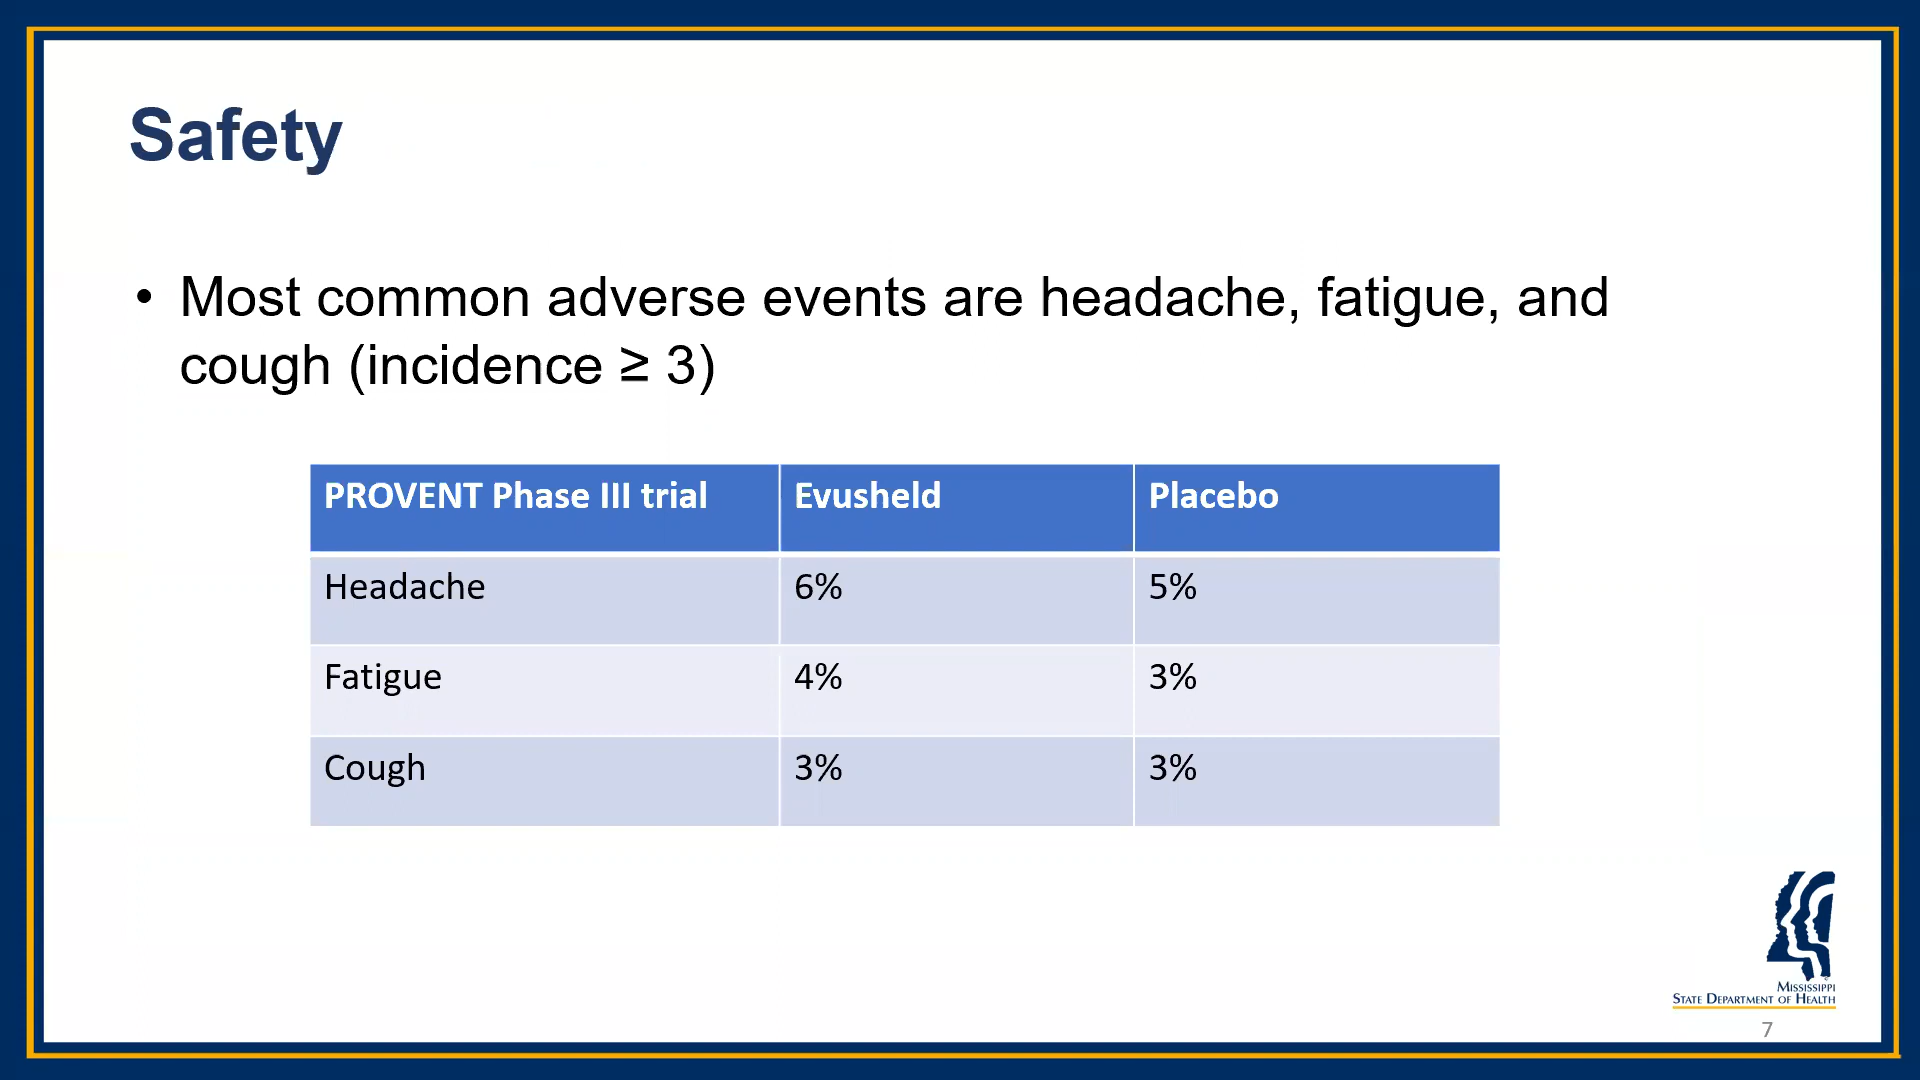 Safety
• Most common adverse events are headache, fatigue, and
cough (incidence ≥ 3)
PROVENT Phase III trial Evusheld Placebo
Headache 6% 5%
Fatigue 4% 3%
Cough 3% 3%
MISSISSIPPI
STATE DEPARTMENT OF HEALTH
7